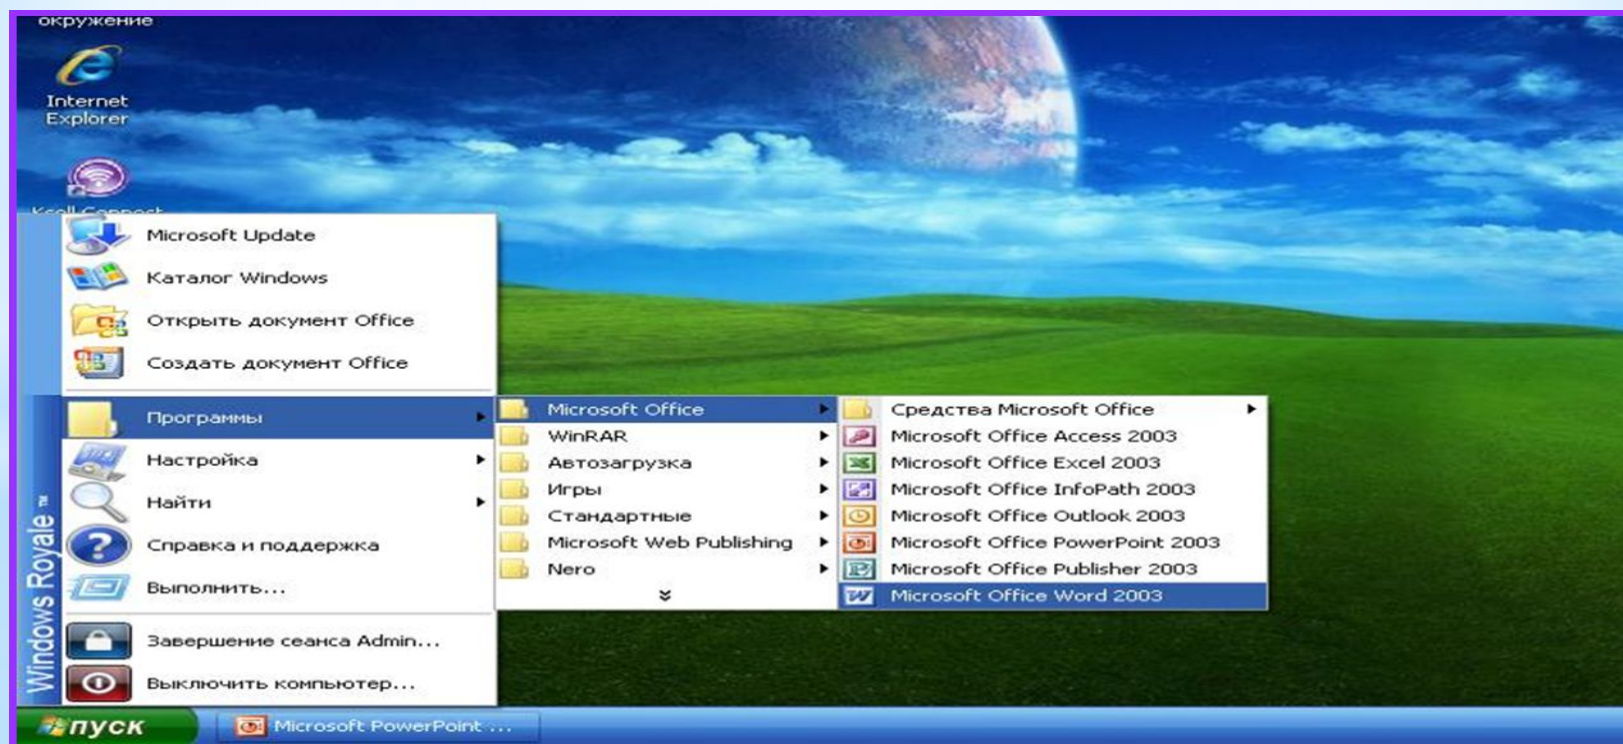 окружение
Internet
Explorer
Kcell Connect
Microsoft Update
Каталог Windows
Открыть документ Office
Создать документ Office
Программы
Настройка
Найти
Справка и поддержка
Выполнить...
Завершение сеанса Admin...
Выключить компьютер...
Windows Royale ™
Microsoft Office
WinRAR
Автозагрузка
Игры
Стандартные
Microsoft Web Publishing
Nero
Средства Microsoft Office
Microsoft Office Access 2003
Microsoft Office Excel 2003
Microsoft Office InfoPath 2003
Microsoft Office Outlook 2003
Microsoft Office PowerPoint 2003
Microsoft Office Publisher 2003
Microsoft Office Word 2003
пуск
Microsoft PowerPoint ...